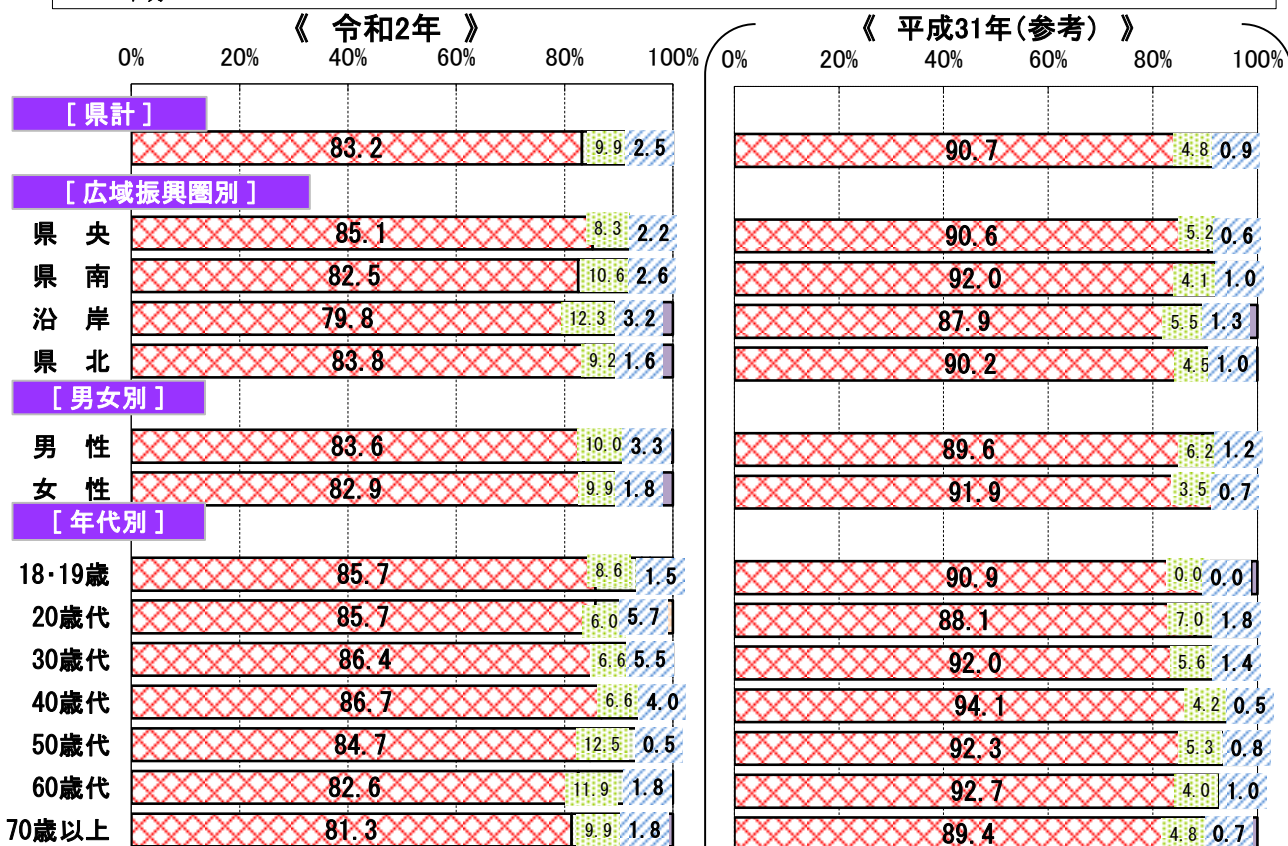 《 令和2年 》 《 平成31年(参考) 》
0% 20% 40% 60% 80% 100% 0% 20% 40% 60% 80% 100%
[ 県計 ]
83.2 9.9 2.5 90.7 4.8 0.9
[ 広域振興圏別 ]
県 央 85.1 8.3 2.2 90.6 5.2 0.6
県 南 82.5 10.6 2.6 92.0 4.1 1.0
沿 岸 79.8 12.3 3.2 87.9 5.5 1.3
県 北 83.8 9.2 1.6 90.2 4.5 1.0
[ 男女別 ]
男 性 83.6 10.0 3.3 89.6 6.2 1.2
女 性 82.9 9.9 1.8 91.9 3.5 0.7
[ 年代別 ]
18・19歳 85.7 8.6 1.5 90.9 0.0 0.0
20歳代 85.7 6.0 5.7 88.1 7.0 1.8
30歳代 86.4 6.6 5.5 92.0 5.6 1.4
40歳代 86.7 6.6 4.0 94.1 4.2 0.5
50歳代 84.7 12.5 0.5 92.3 5.3 0.8
60歳代 82.6 11.9 1.8 92.7 4.0 1.0
70歳以上 81.3 9.9 1.8 89.4 4.8 0.7